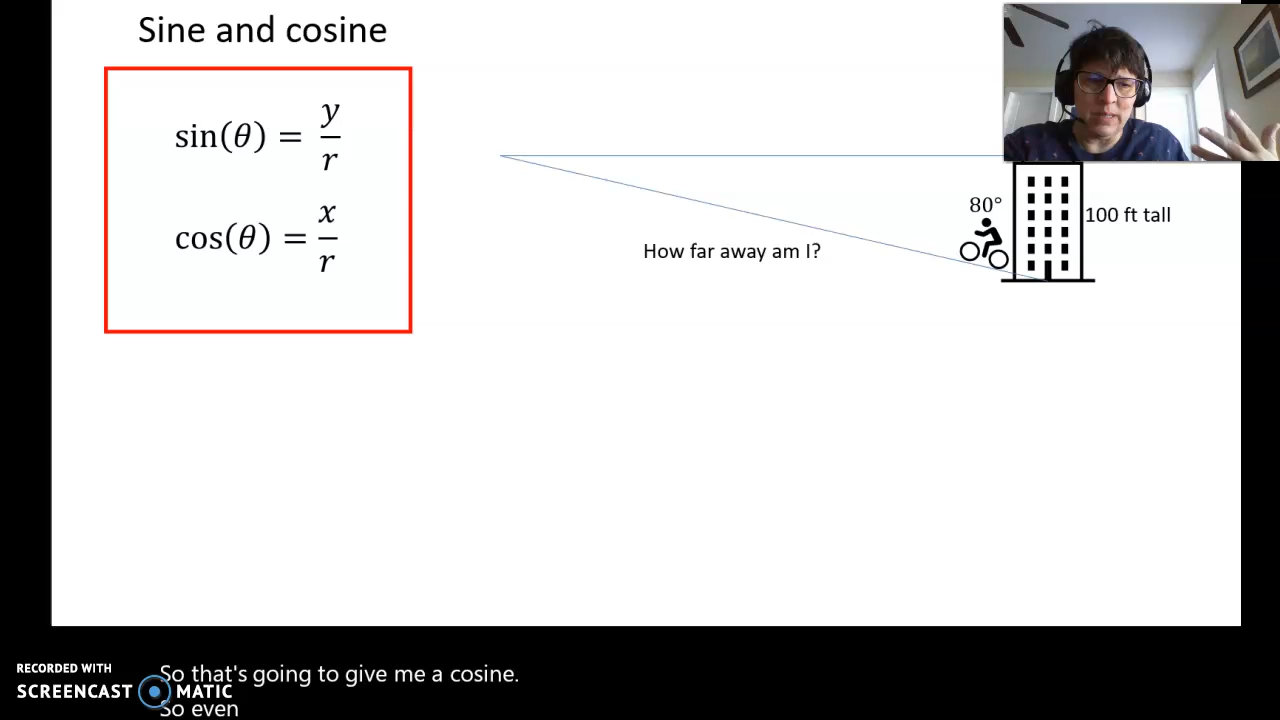 Sine and cosine
sin(θ) = y/r
cos(θ) = x/r
80°
100 ft tall
How far away am I?
So that's going to give me a cosine.
So even
RECORDED WITH
SCREENCAST MATIC